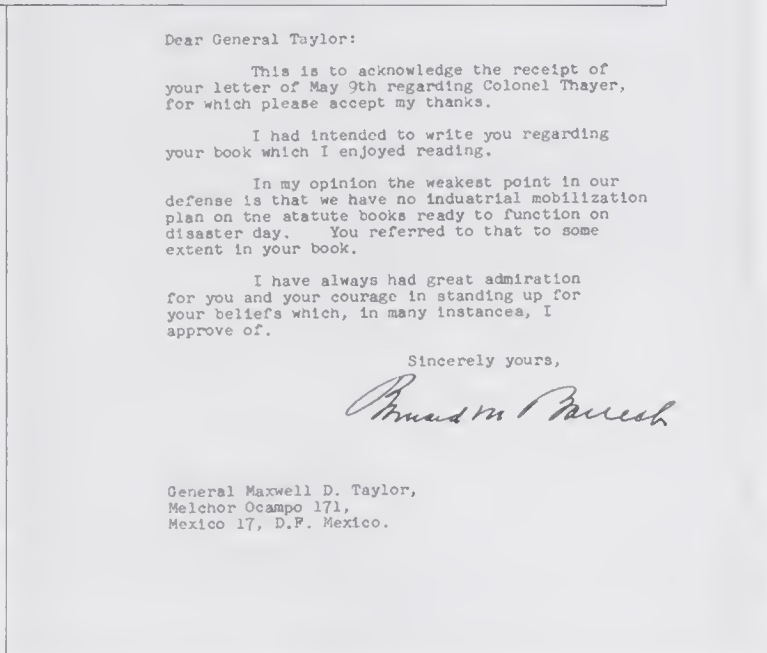 Dear General Taylor:
This is to acknowledge the receipt of
your letter of May 9th regarding Colonel Thayer,
for which please accept my thanks.
I had intended to write you regarding
your book which I enjoyed reading.
In my opinion the weakest point in our
defense is that we have no induatrial mobilization
plan on tne atatute books ready to function on
disaster day. You referred to that to some
extent in your book.
I have always had great admiration
for you and your courage in standing up for
your beliefs which, in many instancea, I
approve of.
Sincerely yours,
Bernard M Baruch
General Maxwell D. Taylor,
Melchor Ocampo 171,
Mexico 17, D.F. Mexico.